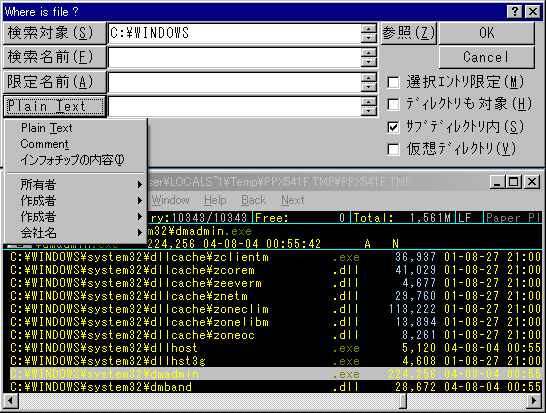 Where is file ?
検索対象(S) C:¥WINDOWS 参照(Z) OK
検索名前(F) Cancel
限定名前(A) 選択エントリ限定(M)
Plain Text ディレクトリも対象(H)
Plain Text サブディレクトリ内(S)
Comment 仮想ディレクトリ(V)
インフォチップの内容(I)
所有者
作成者
作成者
会社名
ser¥LOCALS~1¥Temp¥PPX541F.TMP¥PPX541F.TMP
Window Help Back Next
ry:10343/10343 Free: 0 Total: 1,561M LF Paper Pl
32¥dmadmin.exe
224,256 04-08-04 00:55:42 A N
C:¥WINDOWS¥system32¥dllcache¥zclientm .exe 36,937 01-08-27 21:00
C:¥WINDOWS¥system32¥dllcache¥zcorem .dll 41,029 01-08-27 21:00
C:¥WINDOWS¥system32¥dllcache¥zeeverm .dll 4,677 01-08-27 21:00
C:¥WINDOWS¥system32¥dllcache¥znetm .dll 29,760 01-08-27 21:00
C:¥WINDOWS¥system32¥dllcache¥zoneclim .dll 113,222 01-08-27 21:00
C:¥WINDOWS¥system32¥dllcache¥zonelibm .dll 13,894 01-08-27 21:00
C:¥WINDOWS¥system32¥dllcache¥zoneoc .dll 8,261 01-08-27 21:00
C:¥WINDOWS¥system32¥dllhost .exe 5,120 04-08-04 00:55
C:¥WINDOWS¥system32¥dllhst3g .exe 4,608 01-08-27 21:00
C:¥WINDOWS¥system32¥dmadmin .exe 224,256 04-08-04 00:55
C:¥WINDOWS¥system32¥dmband .dll 28,672 04-08-04 00:55